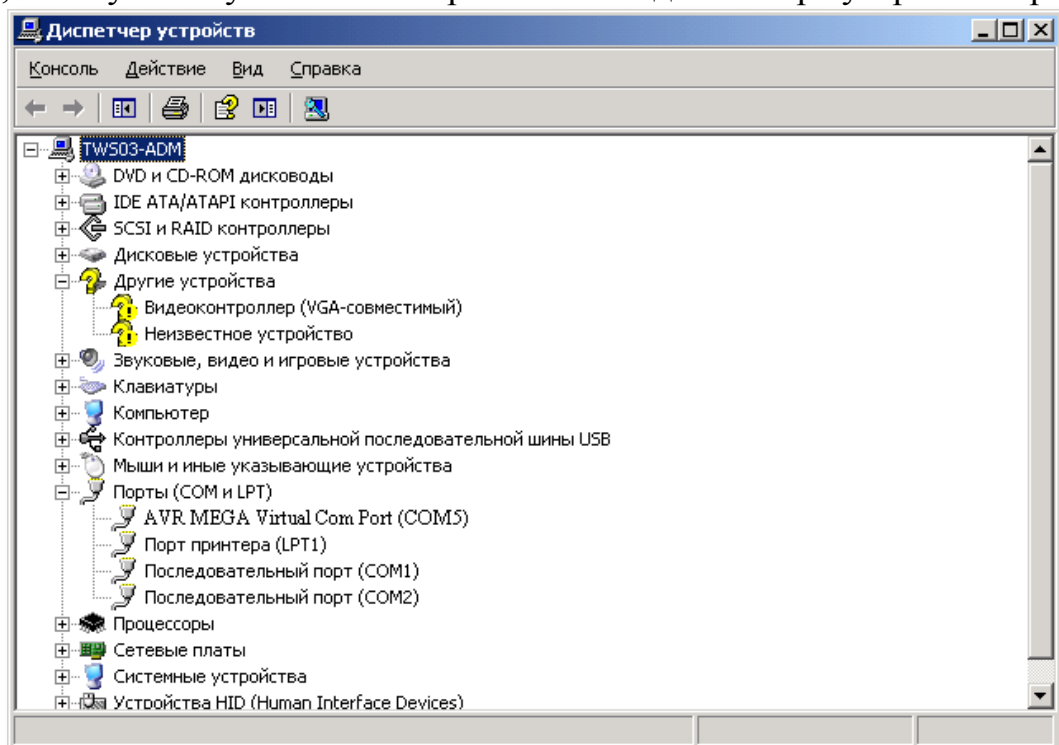 Диспетчер устройств
Консоль Действие Вид Справка
TWS03-ADM
DVD и CD-ROM дисководы
IDE ATA/ATAPI контроллеры
SCSI и RAID контроллеры
Дисковые устройства
Другие устройства
Видеоконтроллер (VGA-совместимый)
Неизвестное устройство
Звуковые, видео и игровые устройства
Клавиатуры
Компьютер
Контроллеры универсальной последовательной шины USB
Мыши и иные указывающие устройства
Порты (COM и LPT)
AVR MEGA Virtual Com Port (COM5)
Порт принтера (LPT1)
Последовательный порт (COM1)
Последовательный порт (COM2)
Процессоры
Сетевые платы
Системные устройства
Устройства HID (Human Interface Devices)